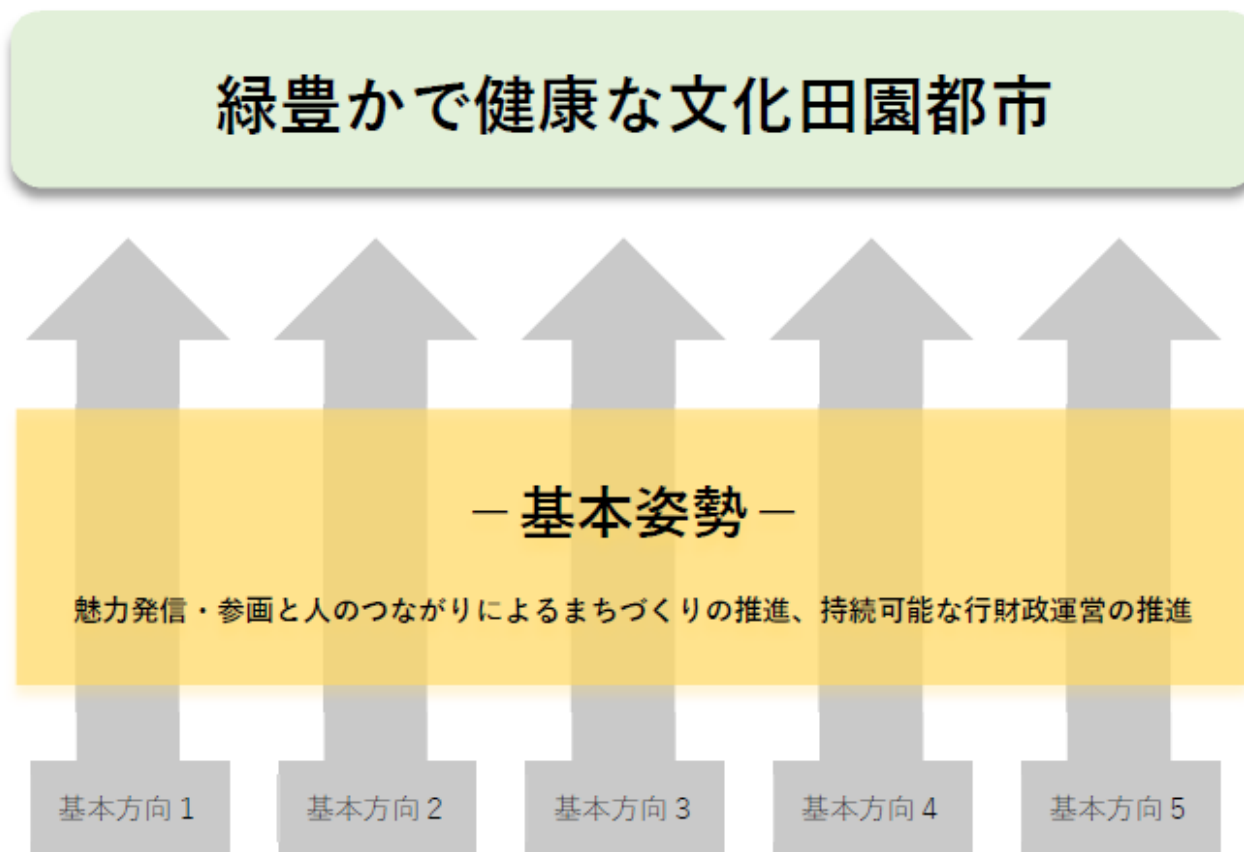 緑豊かで健康な文化田園都市
－基本姿勢－
魅力発信・参画と人のつながりによるまちづくりの推進、持続可能な行財政運営の推進
基本方向1
基本方向2
基本方向3
基本方向4
基本方向5